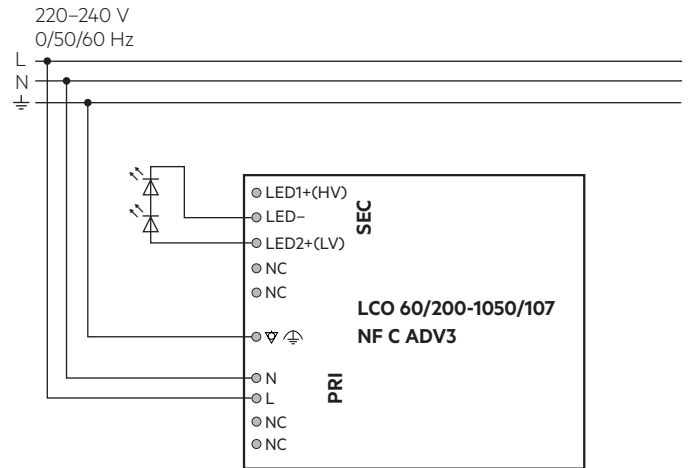 220–240 V
0/50/60 Hz
L
N
LED1+(HV)
LED–
LED2+(LV)
NC
NC
SEC
LCO 60/200-1050/107
NF C ADV3
N
L
NC
NC
PRI